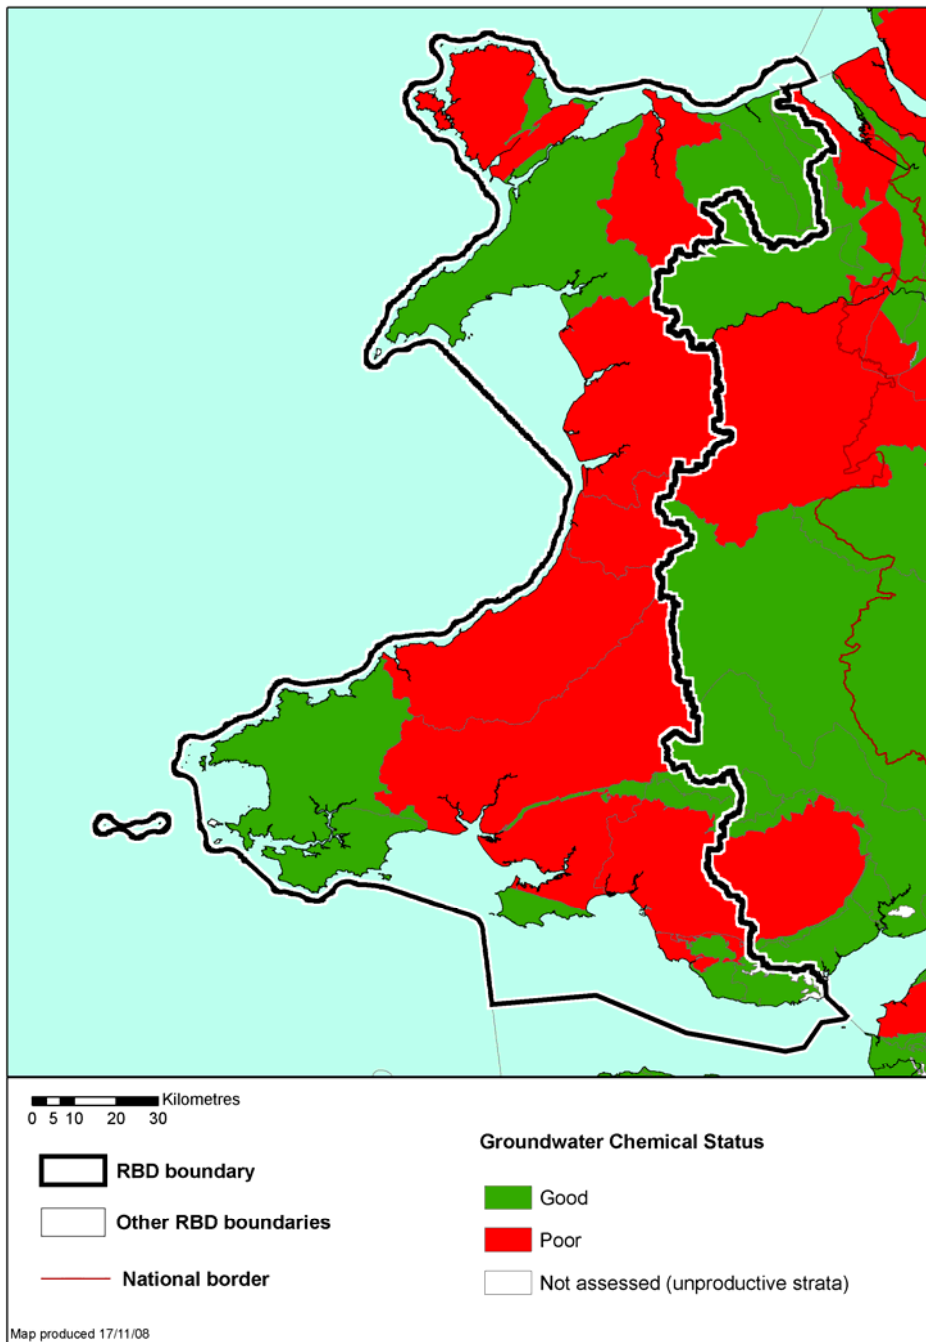 Kilometres
0 5 10 20 30
RBD boundary
Other RBD boundaries
National border
Groundwater Chemical Status
Good
Poor
Not assessed (unproductive strata)
Map produced 17/11/08